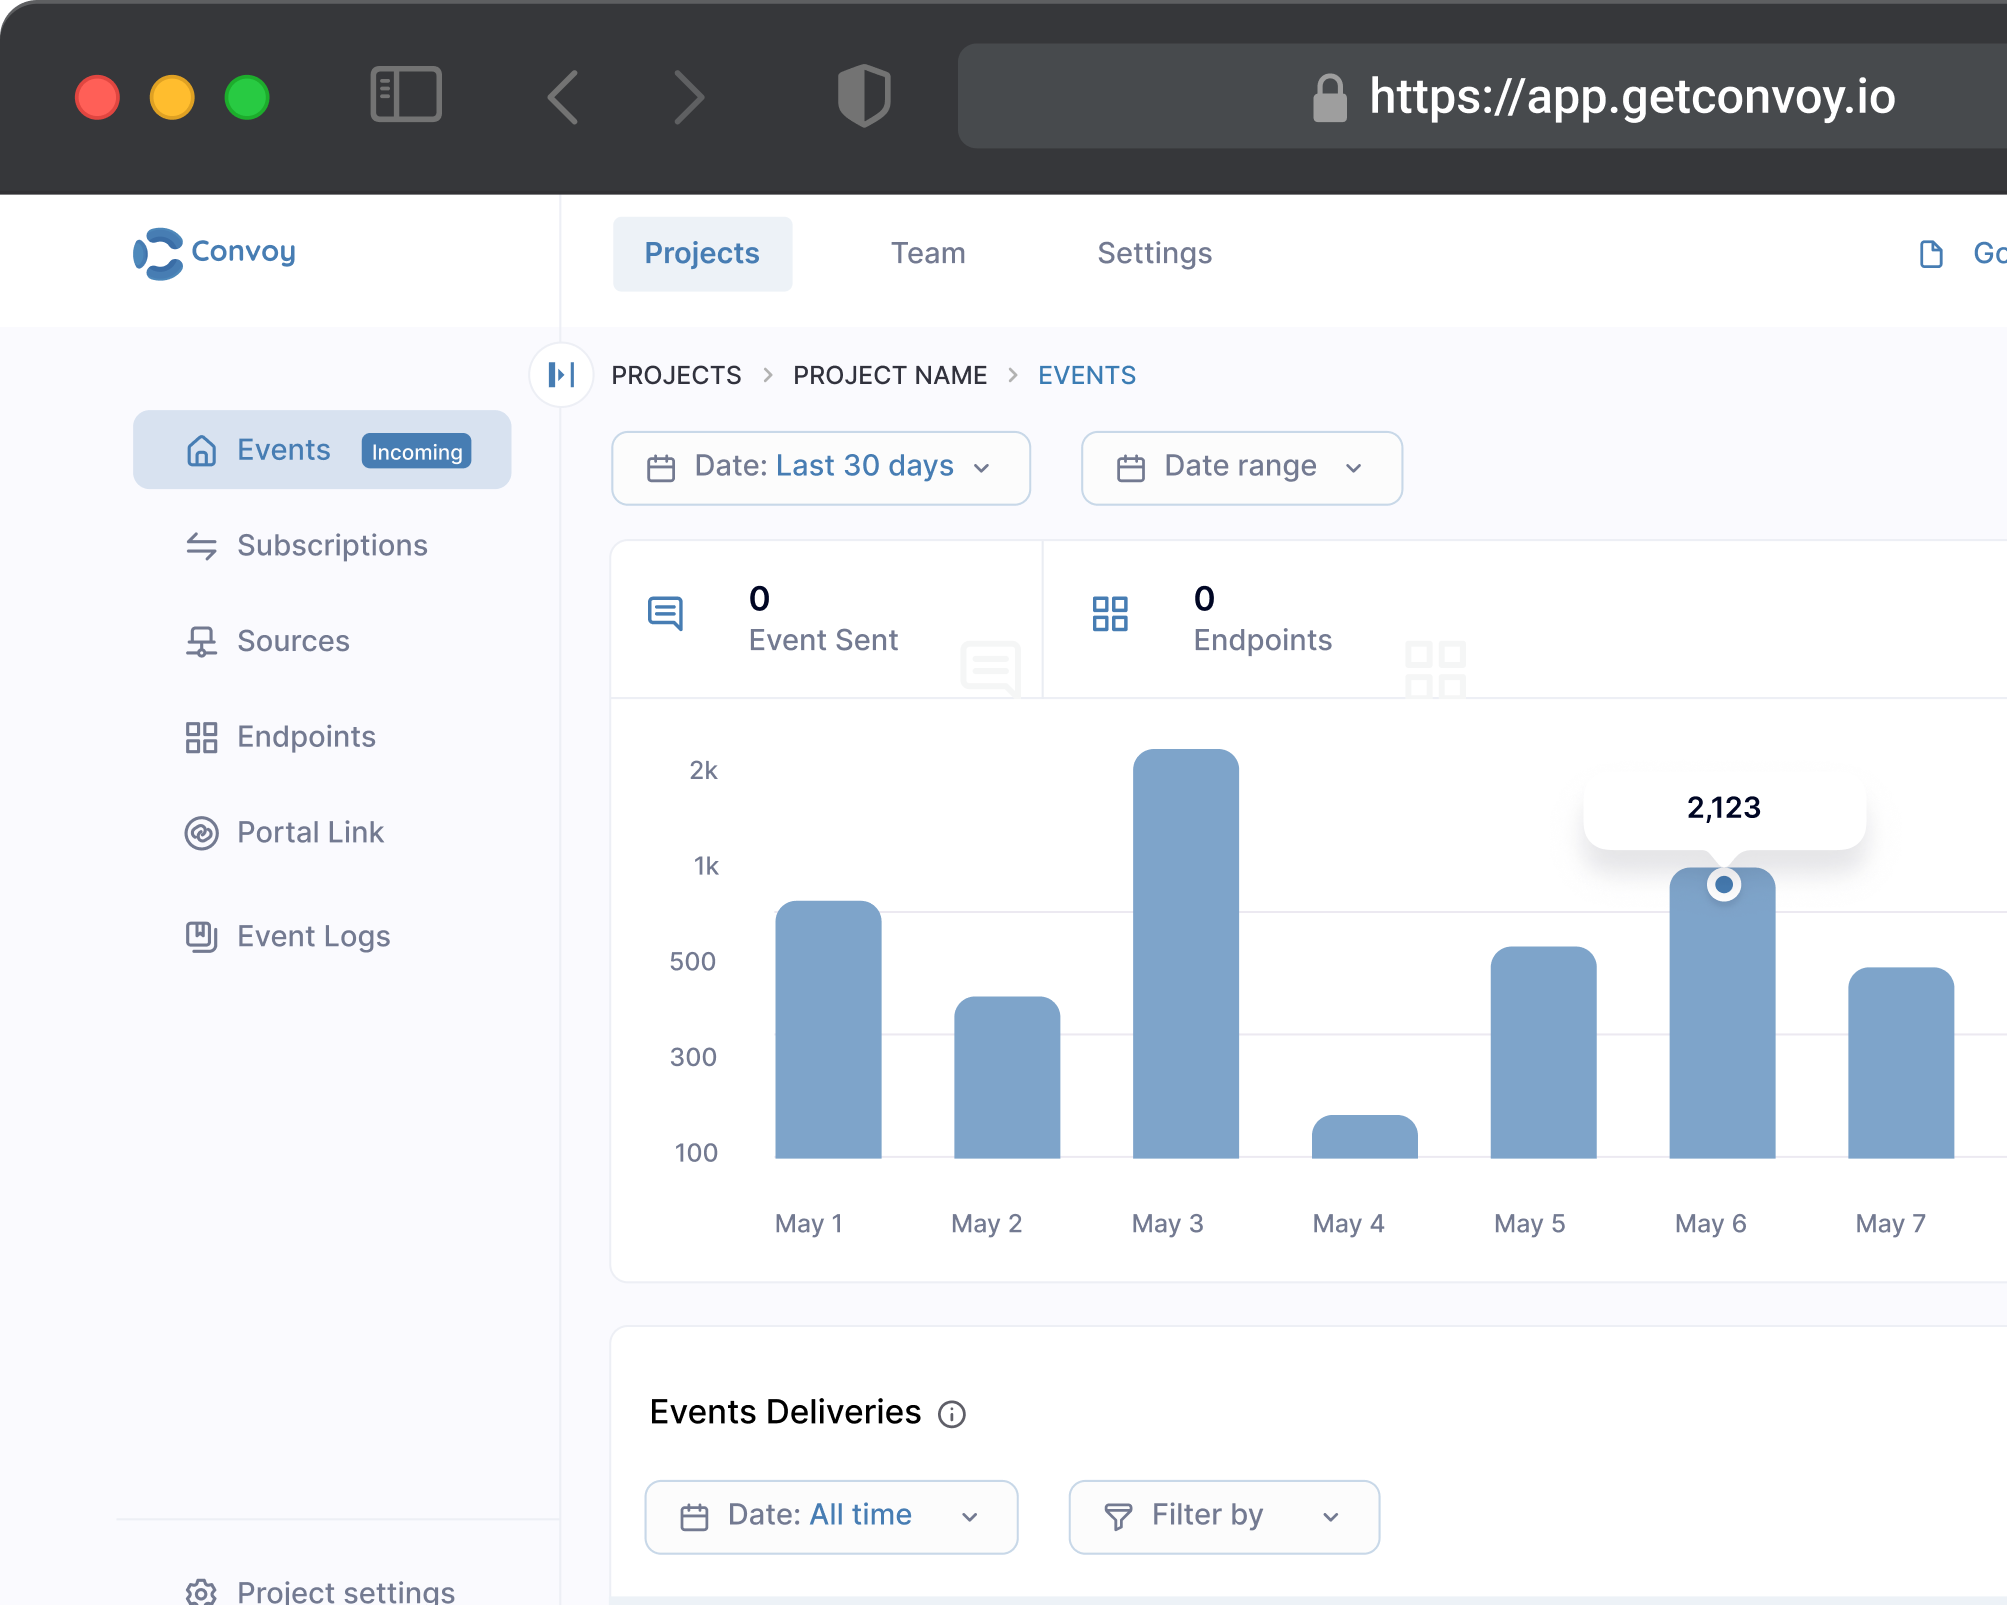 https://app.getconvoy.io
Convoy
Projects Team Settings
PROJECTS > PROJECT NAME > EVENTS
Events Incoming
Subscriptions
Sources
Endpoints
Portal Link
Event Logs
Project settings
Date: Last 30 days Date range
0
Event Sent
0
Endpoints
2k
1k
500
300
100
2,123
May 1 May 2 May 3 May 4 May 5 May 6 May 7
Events Deliveries
Date: All time Filter by